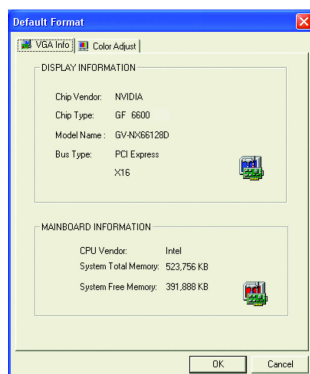 Default Format
VGA Info Color Adjust
DISPLAY INFORMATION
Chip Vendor: NVIDIA
Chip Type: GF 6600
Model Name : GV-NX66128D
Bus Type: PCI Express
X16
MAINBOARD INFORMATION
CPU Vendor: Intel
System Total Memory: 523,756 KB
System Free Memory: 391,888 KB
OK Cancel